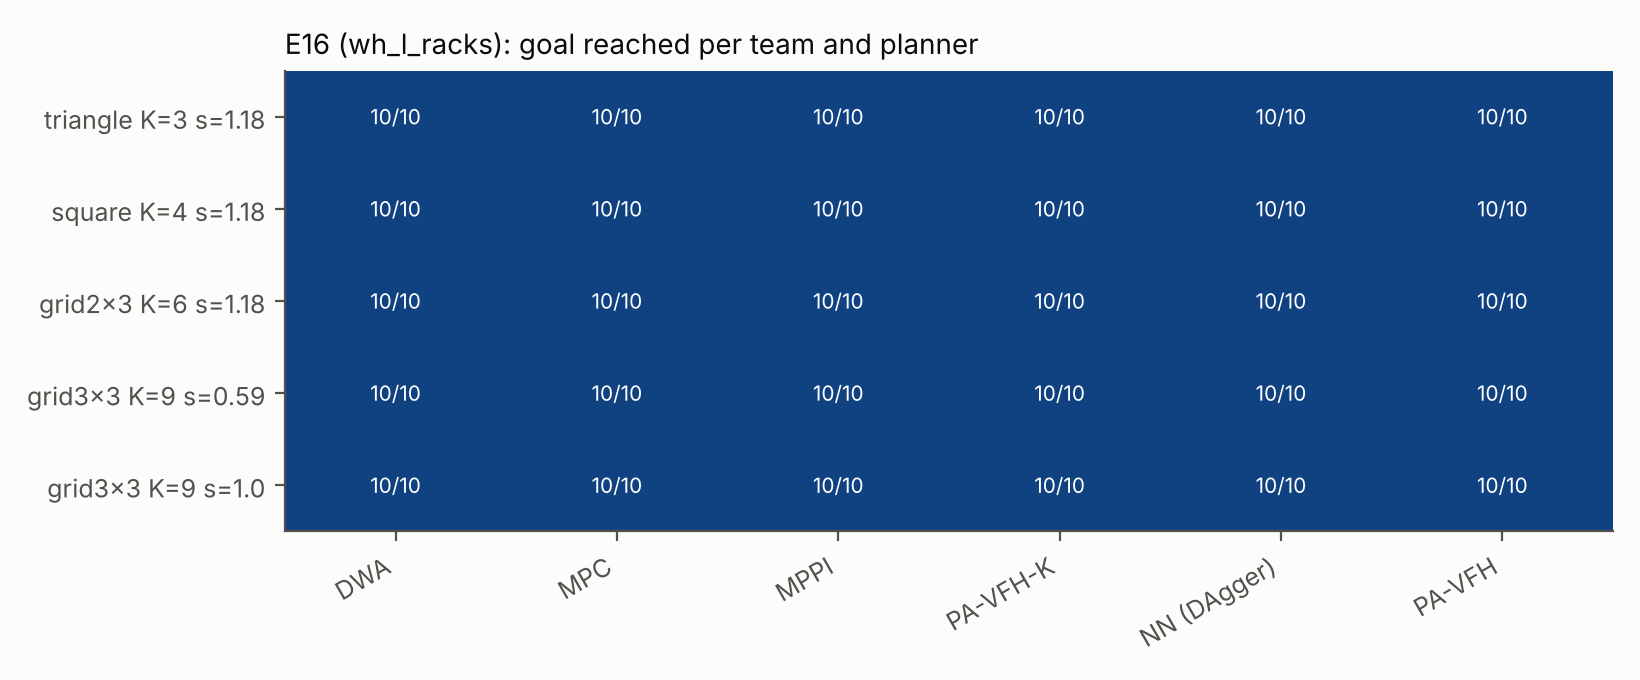 E16 (wh_l_racks): goal reached per team and planner
triangle K=3 s=1.18 10/10 10/10 10/10 10/10 10/10 10/10
square K=4 s=1.18 10/10 10/10 10/10 10/10 10/10 10/10
grid2×3 K=6 s=1.18 10/10 10/10 10/10 10/10 10/10 10/10
grid3×3 K=9 s=0.59 10/10 10/10 10/10 10/10 10/10 10/10
grid3×3 K=9 s=1.0 10/10 10/10 10/10 10/10 10/10 10/10
DWA MPC MPPI PA-VFH-K NN (DAgger) PA-VFH